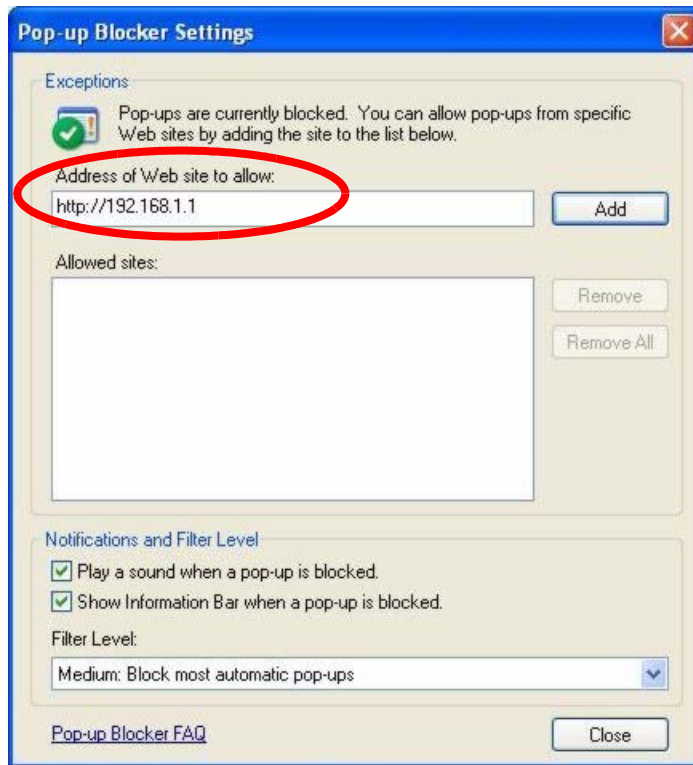 Pop-up Blocker Settings
Exceptions
Pop-ups are currently blocked. You can allow pop-ups from specific
Web sites by adding the site to the list below.
Address of Web site to allow:
http://192.168.1.1
Add
Allowed sites:
Remove
Remove All
Notifications and Filter Level
Play a sound when a pop-up is blocked.
Show Information Bar when a pop-up is blocked.
Filter Level:
Medium: Block most automatic pop-ups
Pop-up Blocker FAQ
Close